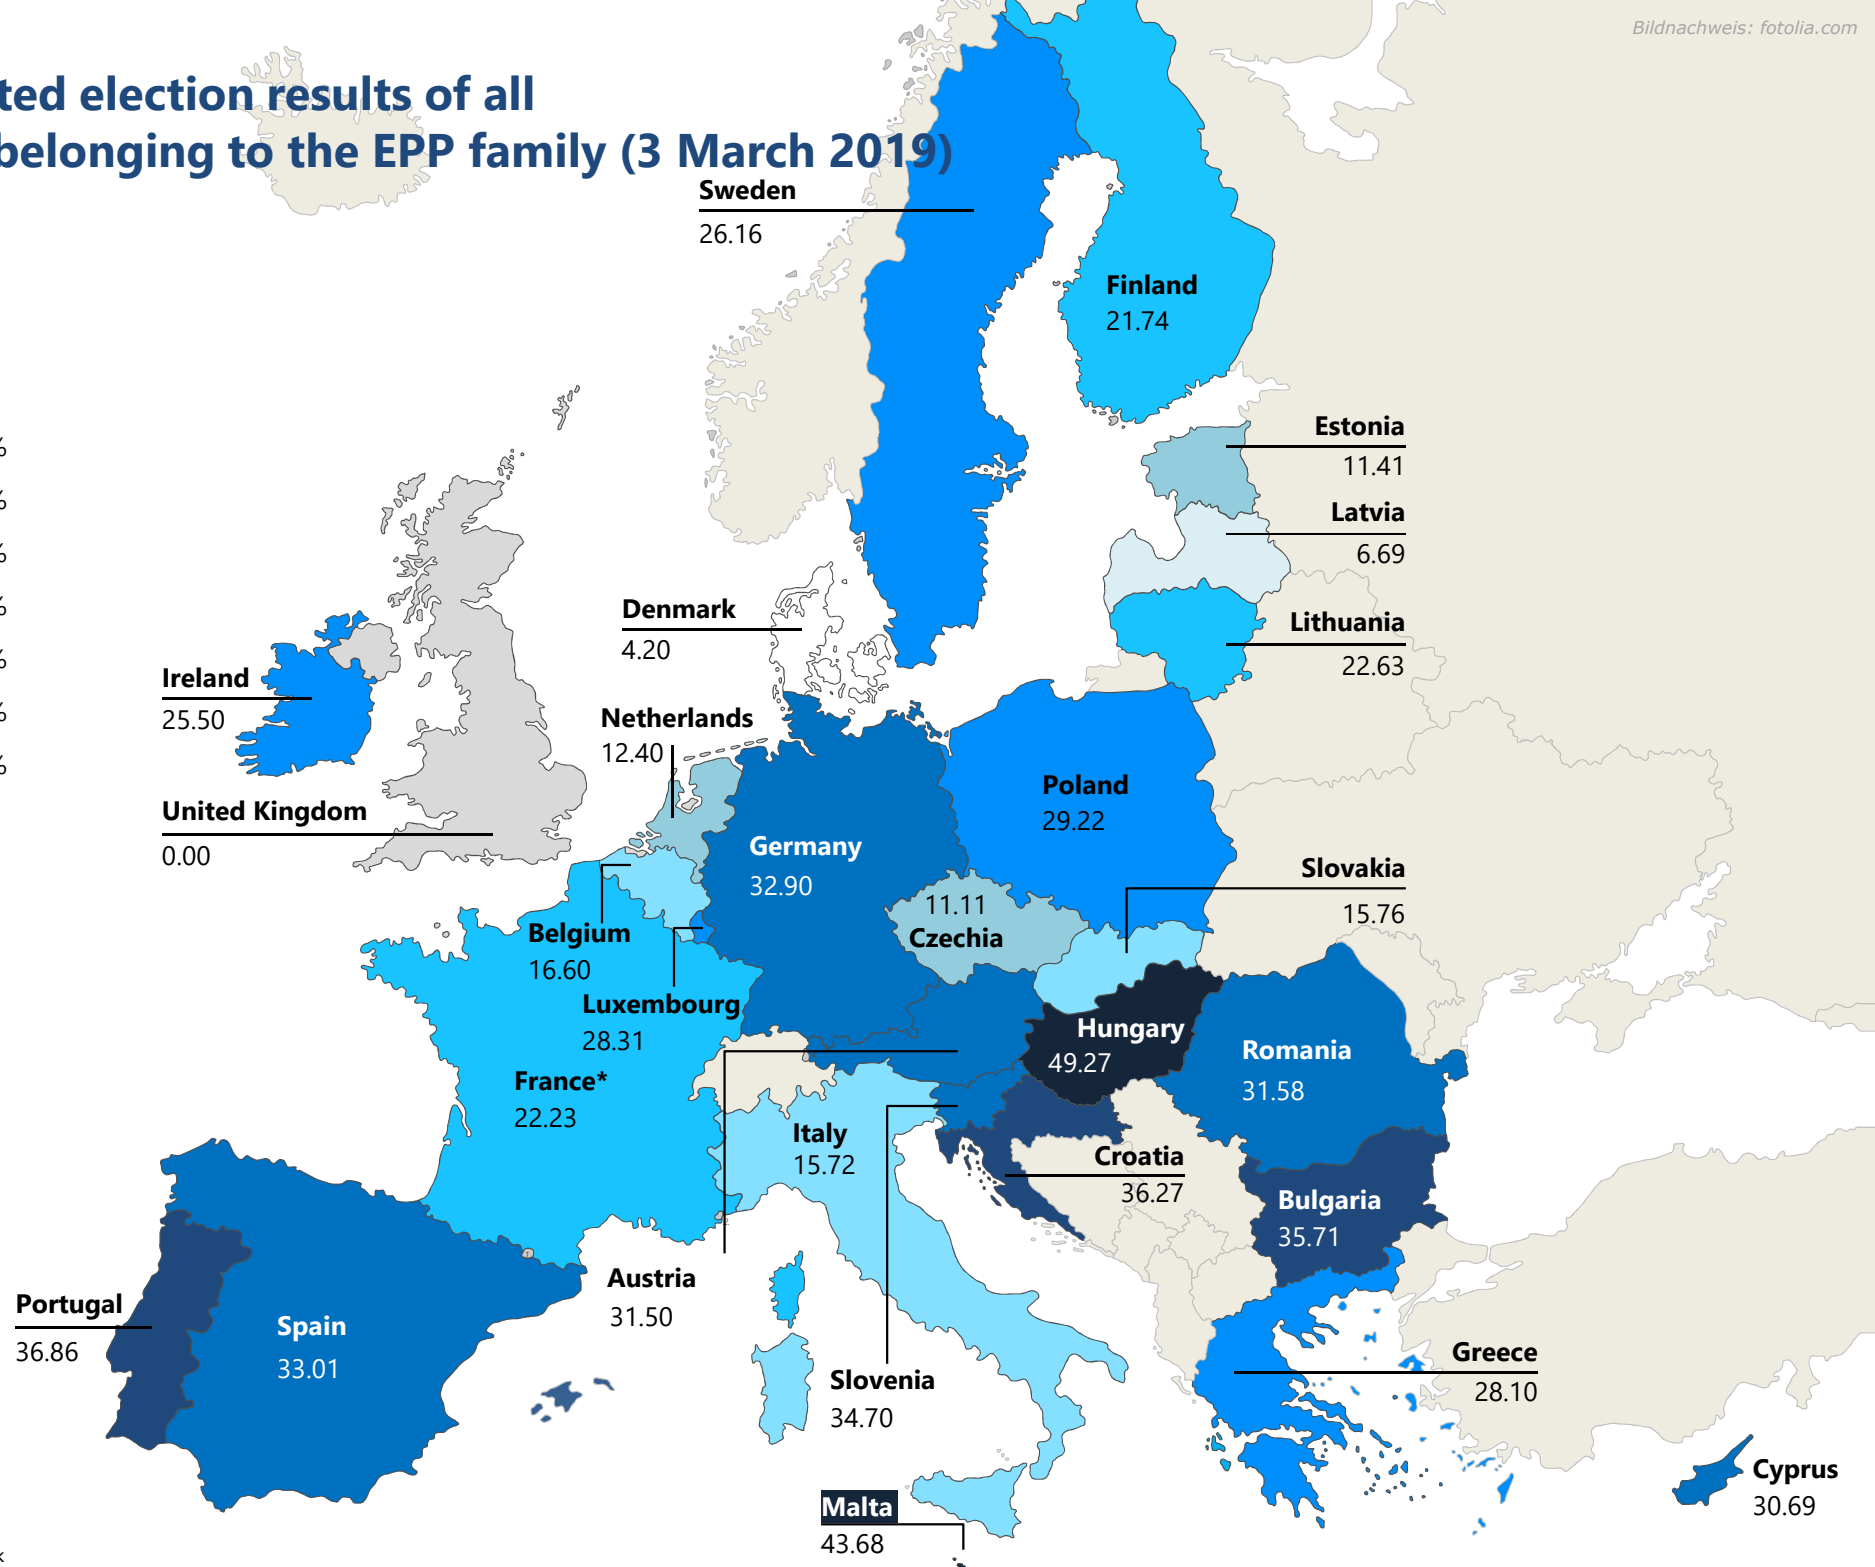 Bildnachweis: fotolia.com
ted election results of all
belonging to the EPP family (3 March 2019)
Sweden
26.16
Finland
21.74
Estonia
11.41
Latvia
6.69
Lithuania
22.63
Denmark
4.20
Ireland
25.50
United Kingdom
0.00
Netherlands
12.40
Poland
29.22
Germany
32.90
Slovakia
15.76
11.11
Czechia
Belgium
16.60
Luxembourg
28.31
France*
22.23
Hungary
49.27
Romania
31.58
Italy
15.72
Croatia
36.27
Bulgaria
35.71
Austria
31.50
Portugal
36.86
Spain
33.01
Slovenia
34.70
Greece
28.10
Malta
43.68
Cyprus
30.69
%
%
%
%
%
%
%